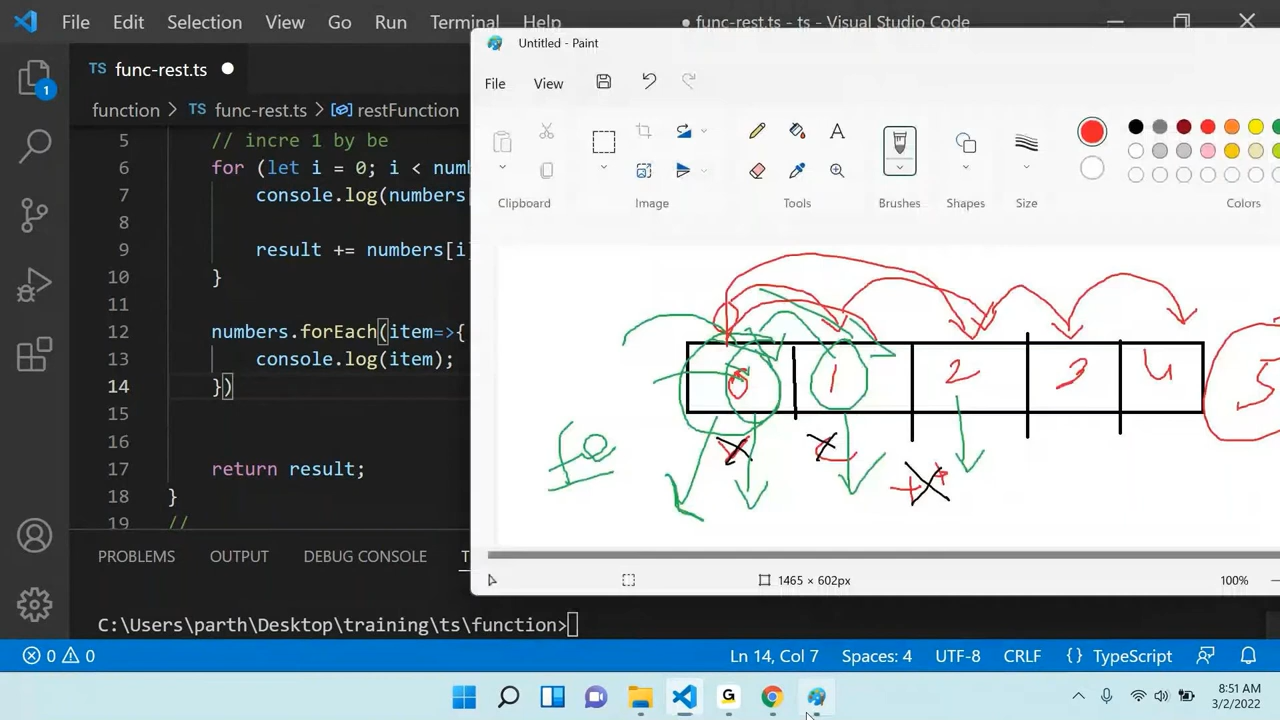 File Edit Selection View Go Run Terminal Help ● func-rest.ts - ts - Visual Studio Code
Untitled - Paint
TS func-rest.ts
File View
function > TS func-rest.ts > restFunction
5 // incre 1 by be
6 for (let i = 0; i < num
7 console.log(numbers[
8
9 result += numbers[i]
10 }
11
12 numbers.forEach(item=>{
13 console.log(item);
14 })
15
16
17 return result;
18 }
19 //
Clipboard Image Tools Brushes Shapes Size Colors
0 1 2 3 4 5
1465 × 602px 100%
PROBLEMS OUTPUT DEBUG CONSOLE T
C:\Users\parth\Desktop\training\ts\function>
0 0 Ln 14, Col 7 Spaces: 4 UTF-8 CRLF {} TypeScript
8:51 AM
3/2/2022